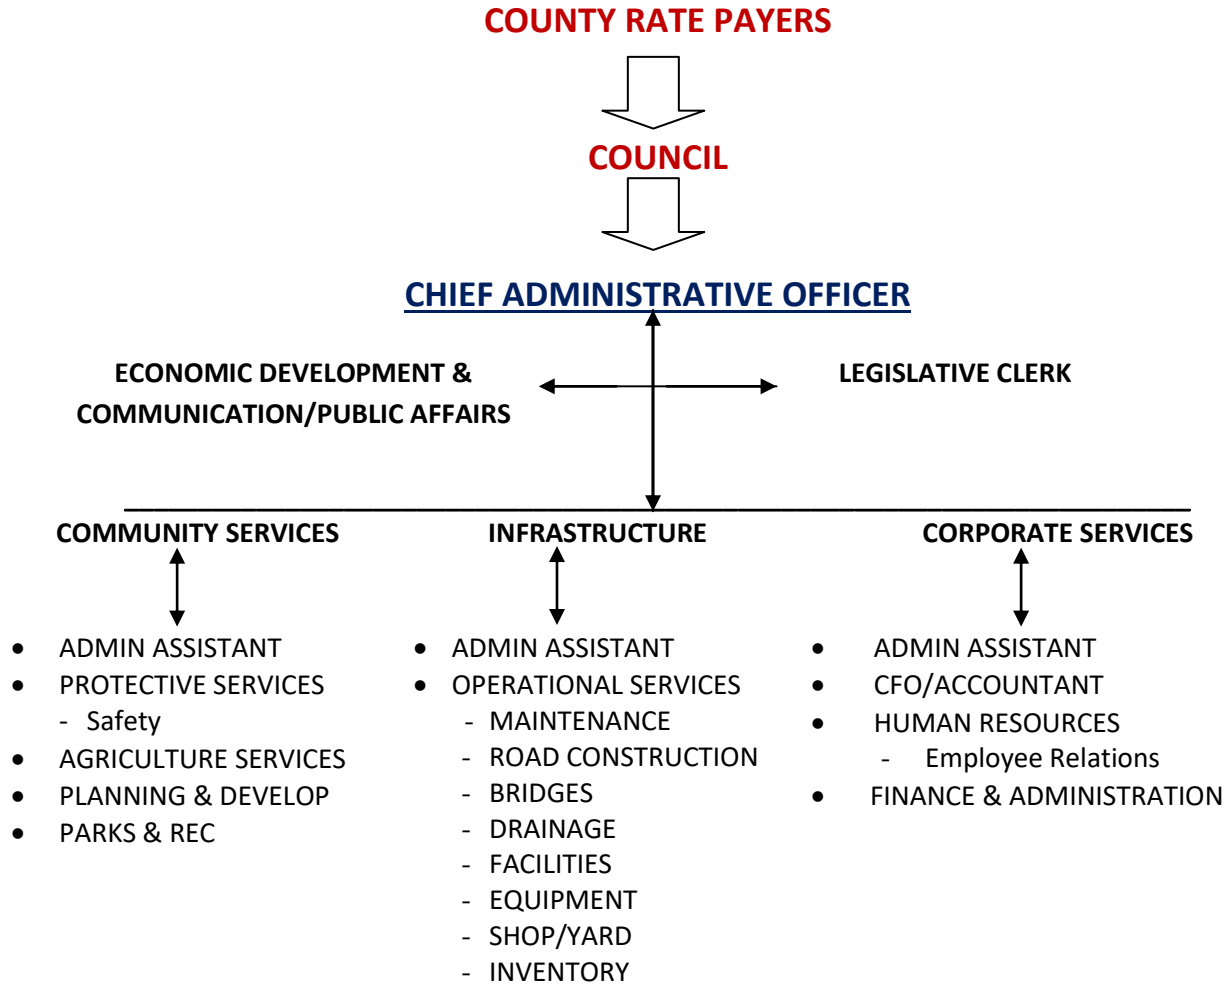 COUNTY RATE PAYERS
COUNCIL
CHIEF ADMINISTRATIVE OFFICER
ECONOMIC DEVELOPMENT &
COMMUNICATION/PUBLIC AFFAIRS
LEGISLATIVE CLERK
COMMUNITY SERVICES
• ADMIN ASSISTANT
• PROTECTIVE SERVICES
- Safety
• AGRICULTURE SERVICES
• PLANNING & DEVELOP
• PARKS & REC
INFRASTRUCTURE
• ADMIN ASSISTANT
• OPERATIONAL SERVICES
- MAINTENANCE
- ROAD CONSTRUCTION
- BRIDGES
- DRAINAGE
- FACILITIES
- EQUIPMENT
- SHOP/YARD
- INVENTORY
CORPORATE SERVICES
• ADMIN ASSISTANT
• CFO/ACCOUNTANT
• HUMAN RESOURCES
- Employee Relations
• FINANCE & ADMINISTRATION